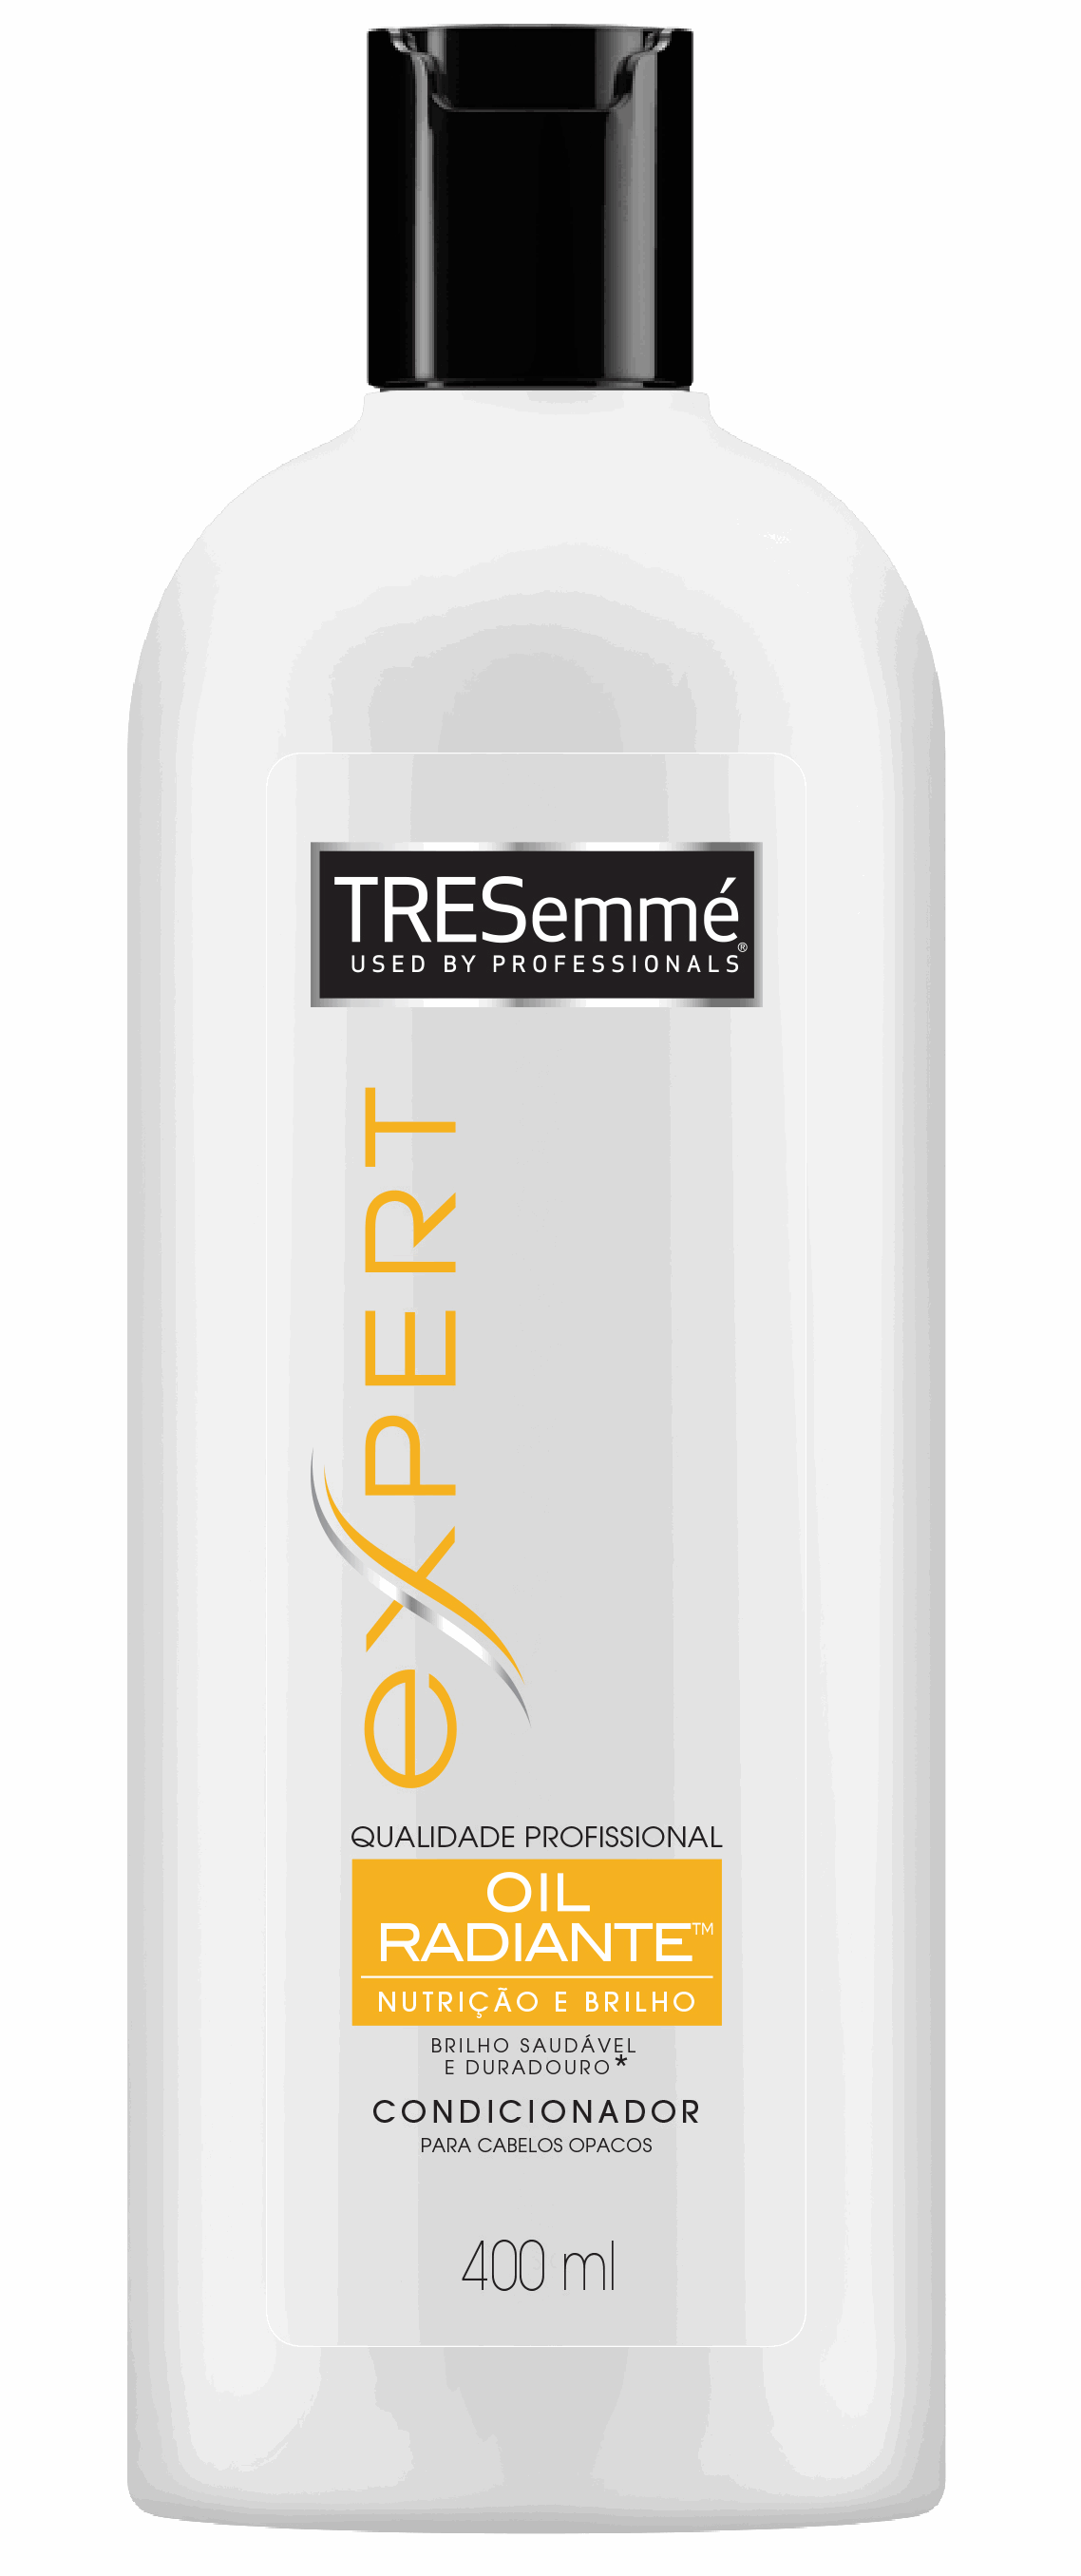 TRESemmé®
USED BY PROFESSIONALS
eXPERT
QUALIDADE PROFISSIONAL
OIL
RADIANTE™
NUTRIÇÃO E BRILHO
BRILHO SAUDÁVEL
E DURADOURO*
CONDICIONADOR
PARA CABELOS OPACOS
400 ml